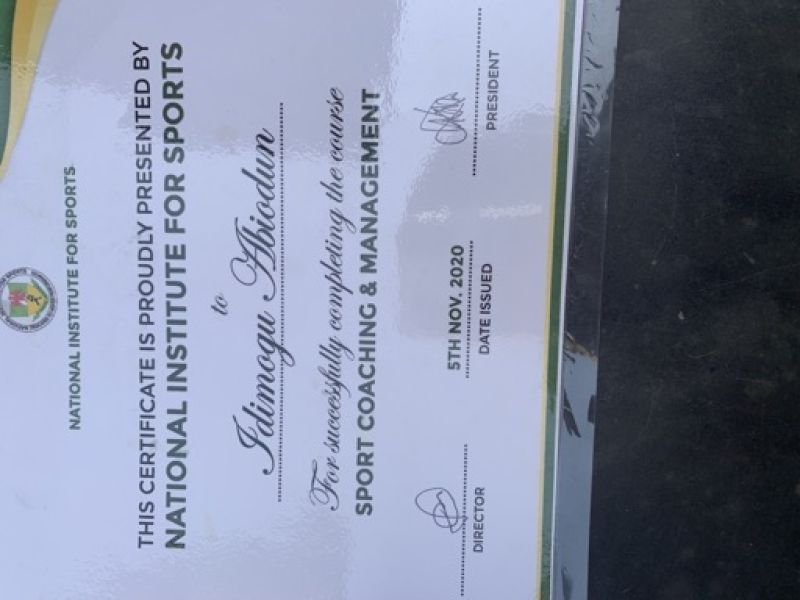 NATIONAL INSTITUTE FOR SPORTS
THIS CERTIFICATE IS PROUDLY PRESENTED BY
NATIONAL INSTITUTE FOR SPORTS
to
Idimogu Abiodun
For successfully completing the course
SPORT COACHING & MANAGEMENT
5TH NOV. 2020
DIRECTOR
DATE ISSUED
PRESIDENT